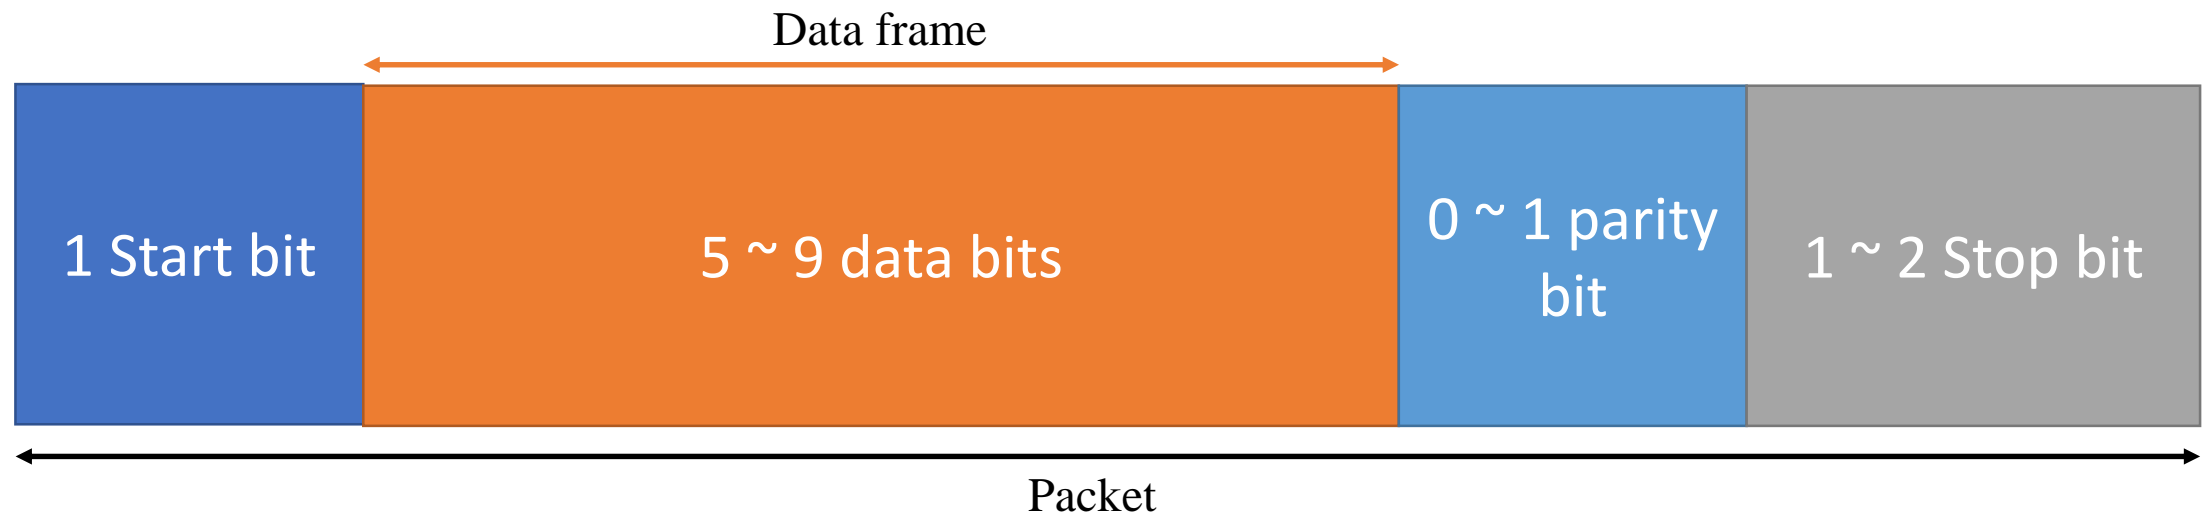 Data frame
1 Start bit
5 ~ 9 data bits
0 ~ 1 parity
bit
1 ~ 2 Stop bit
Packet